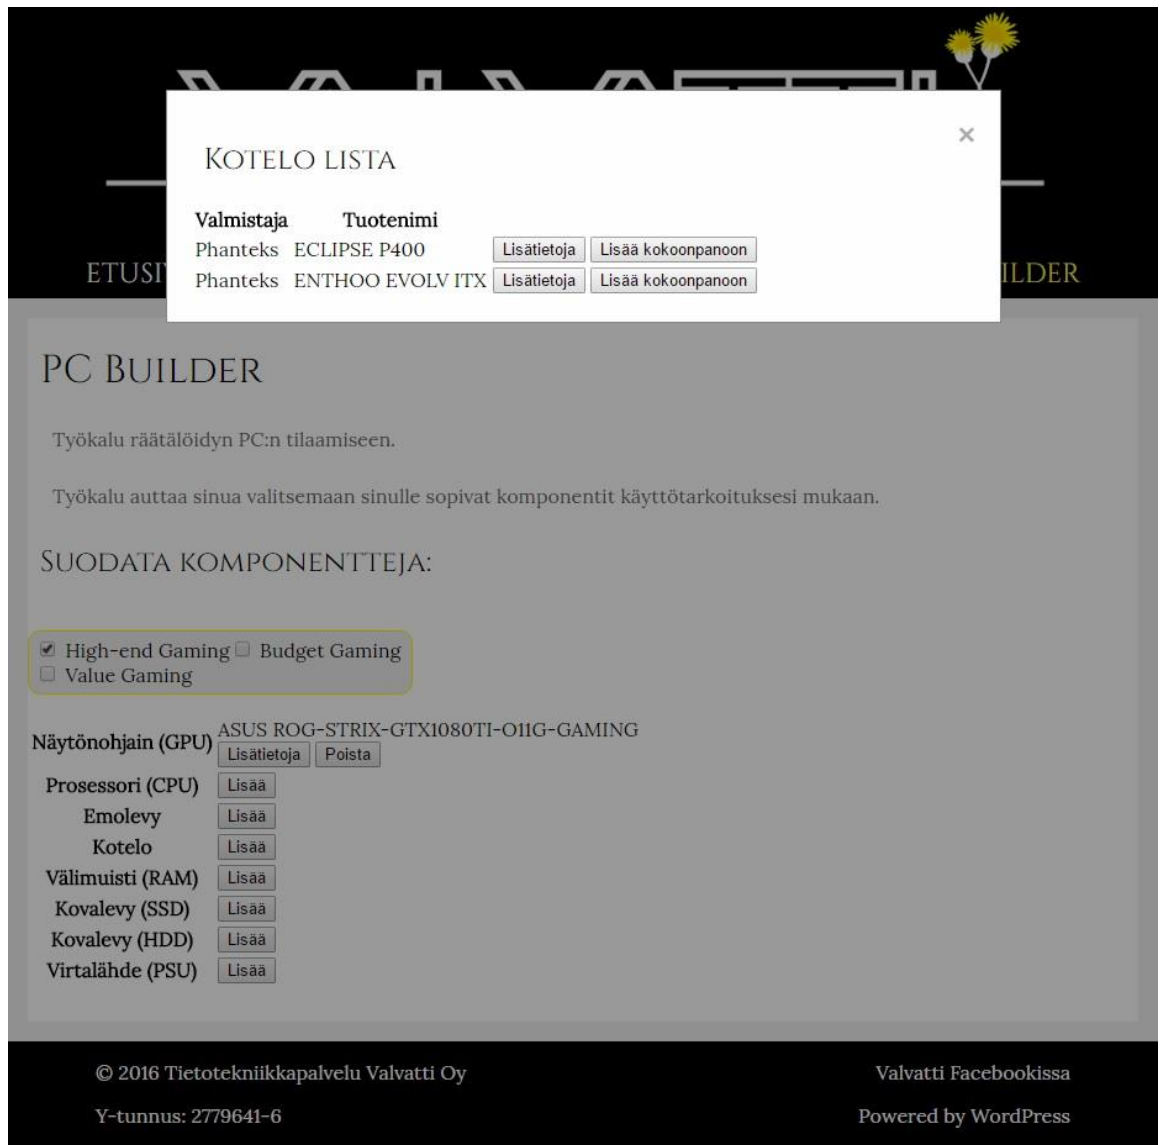 ×
KOTELO LISTA
Valmistaja Tuotenimi
Phanteks ECLIPSE P400 Lisätietoja Lisää kokoonpanoon
Phanteks ENTHOO EVOLV ITX Lisätietoja Lisää kokoonpanoon
PC BUILDER
Työkalu räätälöidyn PC:n tilaamiseen.
Työkalu auttaa sinua valitsemaan sinulle sopivat komponentit käyttötarkoituksesi mukaan.
SUODATA KOMPONENTTEJA:
High-end Gaming Budget Gaming
Value Gaming
Näytönohjain (GPU) ASUS ROG-STRIX-GTX1080TI-O11G-GAMING
Lisätietoja Poista
Prosessori (CPU) Lisää
Emolevy Lisää
Kotelo Lisää
Välimuisti (RAM) Lisää
Kovalevy (SSD) Lisää
Kovalevy (HDD) Lisää
Virtalähde (PSU) Lisää
© 2016 Tietotekniikkapalvelu Valvatti Oy Valvatti Facebookissa
Y-tunnus: 2779641-6 Powered by WordPress